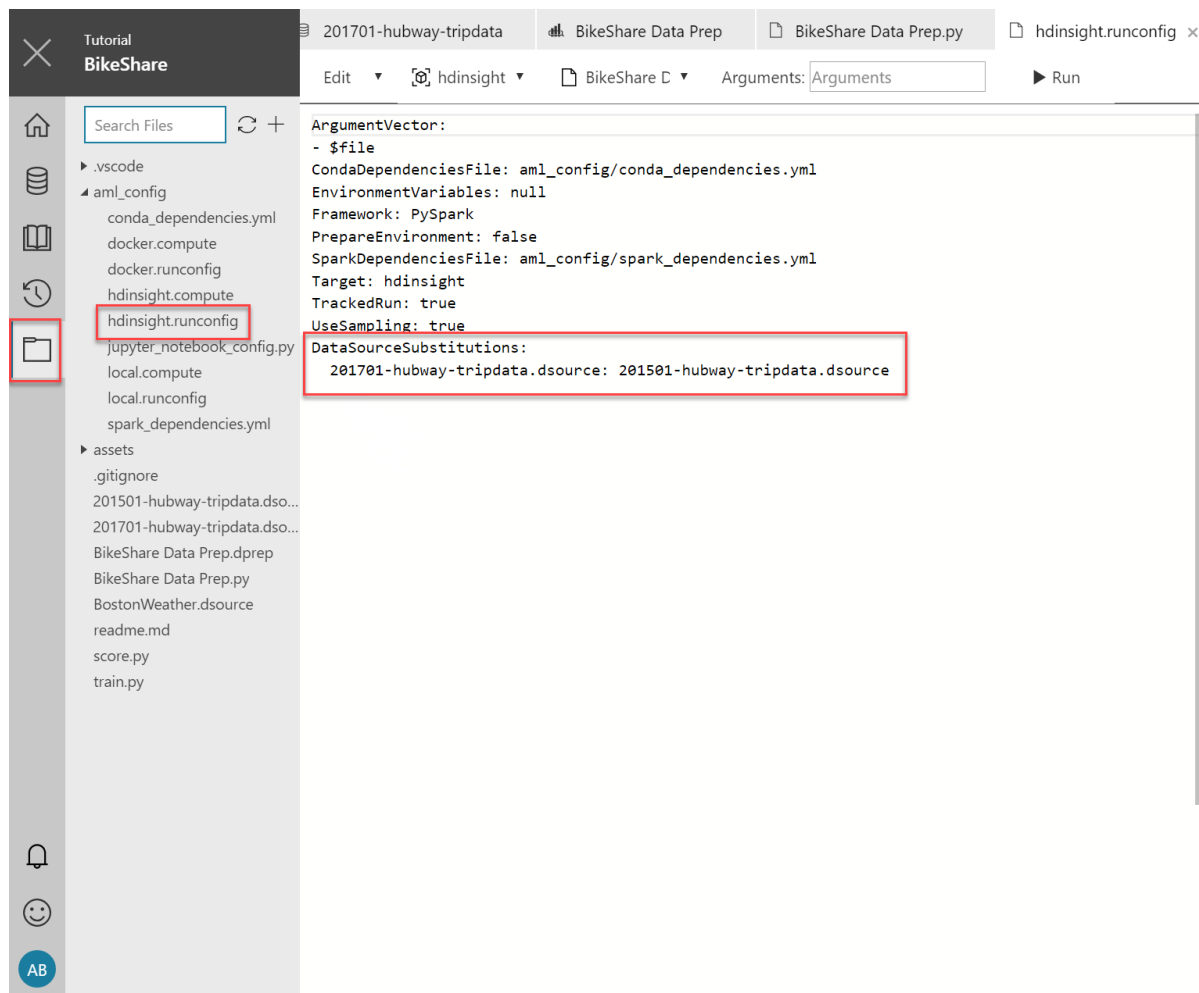 Tutorial
BikeShare
201701-hubway-tripdata
BikeShare Data Prep
BikeShare Data Prep.py
hdinsight.runconfig
Edit
hdinsight
BikeShare D
Arguments: Arguments
Run
Search Files
.vscode
aml_config
conda_dependencies.yml
docker.compute
docker.runconfig
hdinsight.compute
hdinsight.runconfig
jupyter_notebook_config.py
local.compute
local.runconfig
spark_dependencies.yml
assets
.gitignore
201501-hubway-tripdata.dso...
201701-hubway-tripdata.dso...
BikeShare Data Prep.dprep
BikeShare Data Prep.py
BostonWeather.dsource
readme.md
score.py
train.py
AB
ArgumentVector:
- $file
CondaDependenciesFile: aml_config/conda_dependencies.yml
EnvironmentVariables: null
Framework: PySpark
PrepareEnvironment: false
SparkDependenciesFile: aml_config/spark_dependencies.yml
Target: hdinsight
TrackedRun: true
UseSampling: true
DataSourceSubstitutions:
  201701-hubway-tripdata.dsource: 201501-hubway-tripdata.dsource